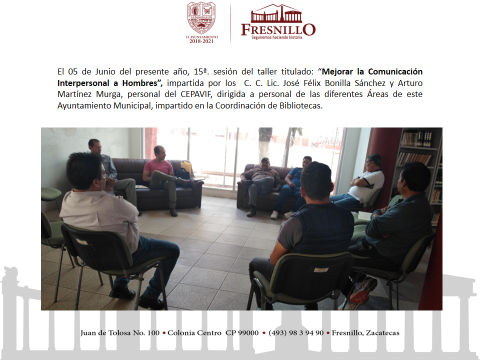 H. AYUNTAMIENTO
2018-2021
FRESNILLO
Seguiremos haciendo historia
El 05 de Junio del presente año, 15ª. sesión del taller titulado: "Mejorar la Comunicación
Interpersonal a Hombres", impartida por los C. C. Lic. José Félix Bonilla Sánchez y Arturo
Martínez Murga, personal del CEPAVIF, dirigida a personal de las diferentes Áreas de este
Ayuntamiento Municipal, impartido en la Coordinación de Bibliotecas.
Juan de Tolosa No. 100 • Colonia Centro CP 99000 • (493) 98 3 94 90 • Fresnillo, Zacatecas